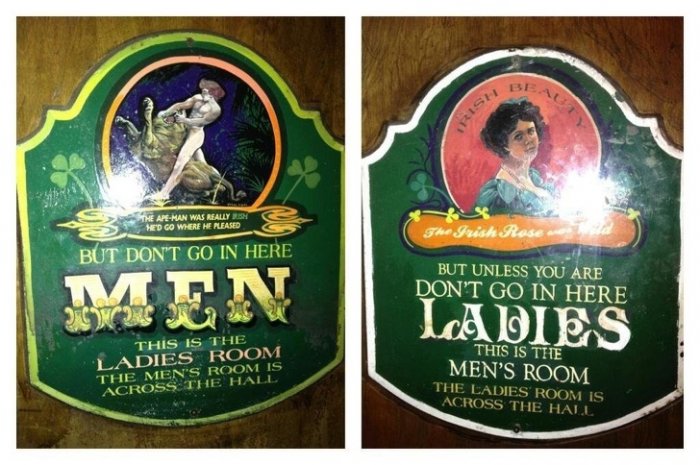 THE APE-MAN WAS REALLY IRISH
HE'D GO WHERE HE PLEASED
BUT DON'T GO IN HERE
MEN
THIS IS THE
LADIES ROOM
THE MEN'S ROOM IS
ACROSS THE HALL
IRISH BEAUTY
The Irish Rose was Wild
BUT UNLESS YOU ARE
DON'T GO IN HERE
LADIES
THIS IS THE
MEN'S ROOM
THE LADIES' ROOM IS
ACROSS THE HALL